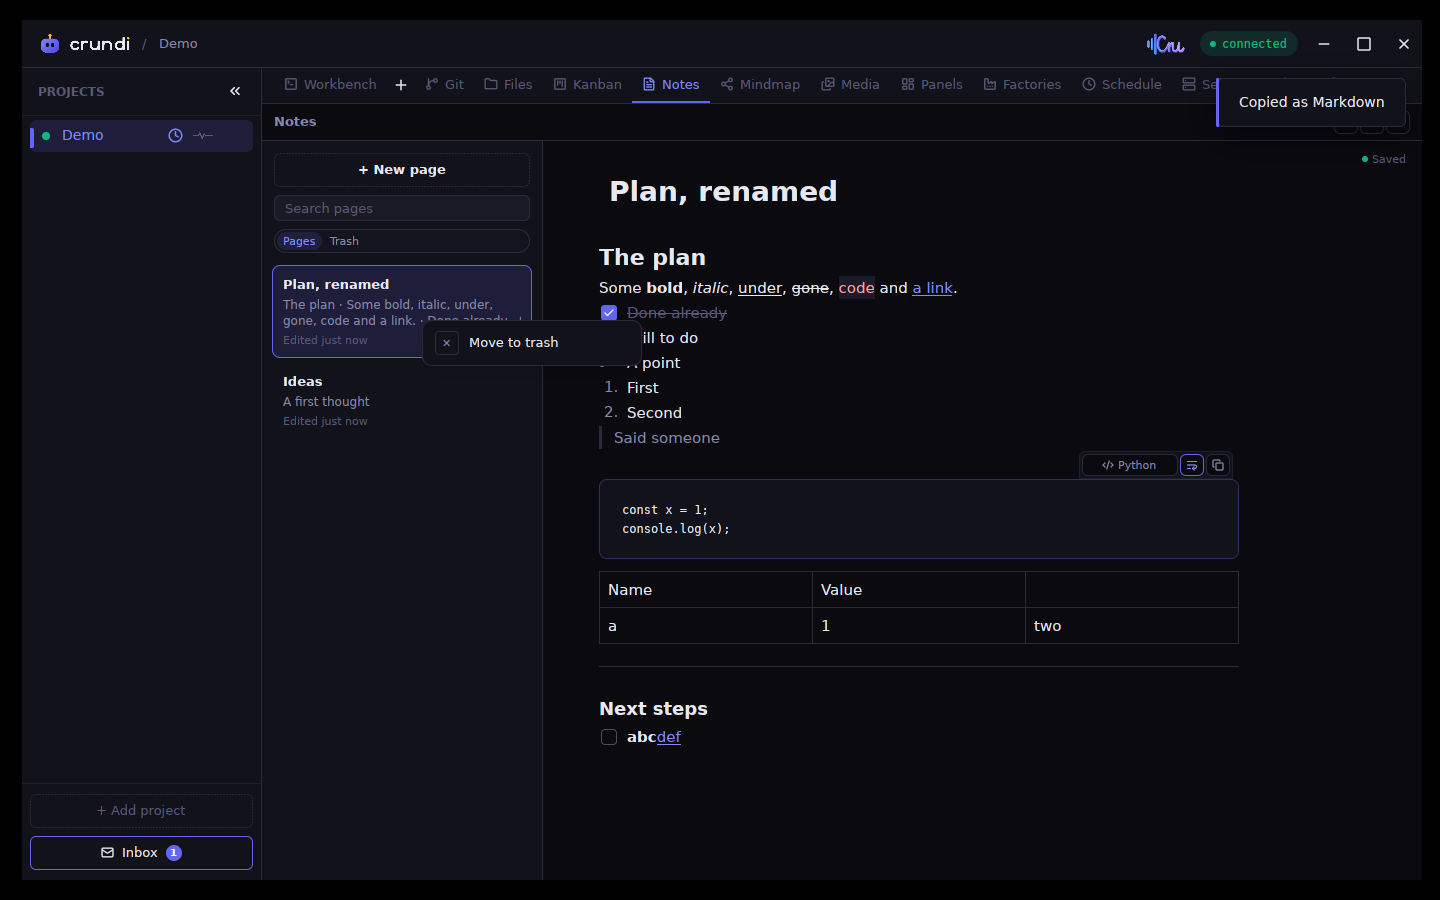 crundi / Demo
Cru
connected
PROJECTS
Workbench
Git
Files
Kanban
Notes
Mindmap
Media
Panels
Factories
Schedule
Copied as Markdown
Demo
Notes
+ New page
Search pages
Pages Trash
Plan, renamed
The plan · Some bold, italic, under,
gone, code and a link. · Done already
Edited just now
Move to trash
Ideas
A first thought
Edited just now
Saved
Plan, renamed
The plan
Some bold, italic, under, gone, code and a link.
Done already
to do
point
1. First
2. Second
Said someone
</> Python
const x = 1;
console.log(x);
Name Value
a 1 two
Next steps
abcdef
+ Add project
Inbox 1